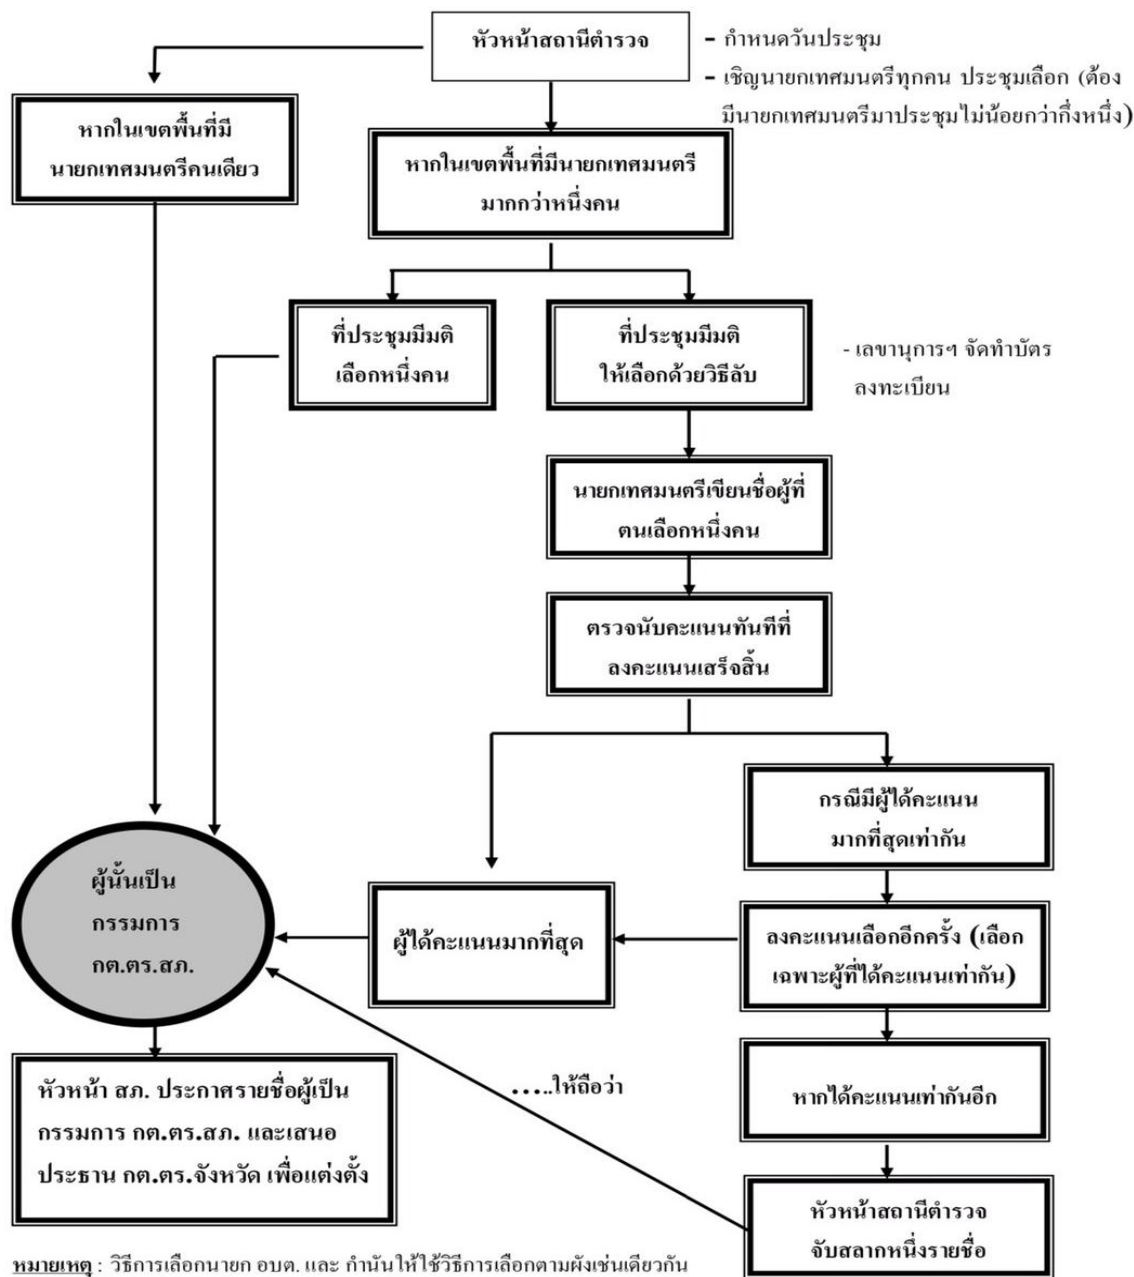 หัวหน้าสถานีตำรวจ
- กำหนดวันประชุม
- เชิญนายกเทศมนตรีทุกคน ประชุมเลือก (ต้อง
มีนายกเทศมนตรีมาประชุมไม่น้อยกว่ากึ่งหนึ่ง)
หากในเขตพื้นที่มี
นายกเทศมนตรีคนเดียว
หากในเขตพื้นที่มีนายกเทศมนตรี
มากกว่าหนึ่งคน
ที่ประชุมมีมติ
เลือกหนึ่งคน
ที่ประชุมมีมติ
ให้เลือกด้วยวิธีลับ
- เลขานุการฯ จัดทำบัตร
ลงทะเบียน
นายกเทศมนตรีเขียนชื่อผู้ที่
ตนเลือกหนึ่งคน
ตรวจนับคะแนนทันทีที่
ลงคะแนนเสร็จสิ้น
กรณีมีผู้ได้คะแนน
มากที่สุดเท่ากัน
ผู้นั้นเป็น
กรรมการ
กต.ตร.สภ.
ผู้ได้คะแนนมากที่สุด
ลงคะแนนเลือกอีกครั้ง (เลือก
เฉพาะผู้ที่ได้คะแนนเท่ากัน)
หัวหน้า สภ. ประกาศรายชื่อผู้เป็น
กรรมการ กต.ตร.สภ. และเสนอ
ประธาน กต.ตร.จังหวัด เพื่อแต่งตั้ง
.....ให้ถือว่า
หากได้คะแนนเท่ากันอีก
หัวหน้าสถานีตำรวจ
จับสลากหนึ่งรายชื่อ
หมายเหตุ : วิธีการเลือกนายก อบต. และ กำนันให้ใช้วิธีการเลือกตามผังเช่นเดียวกัน